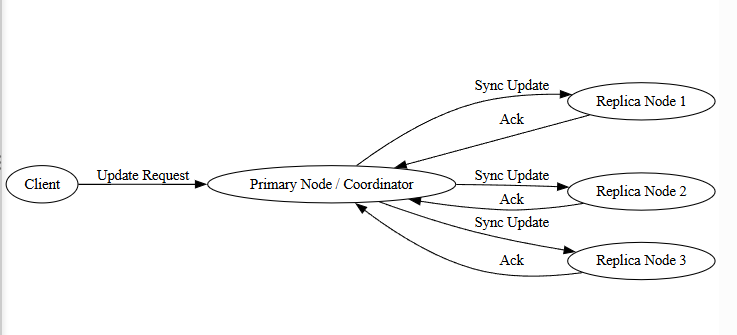 Sync Update
Replica Node 1
Ack
Update Request
Sync Update
Client
Primary Node / Coordinator
Replica Node 2
Ack
Sync Update
Ack
Replica Node 3